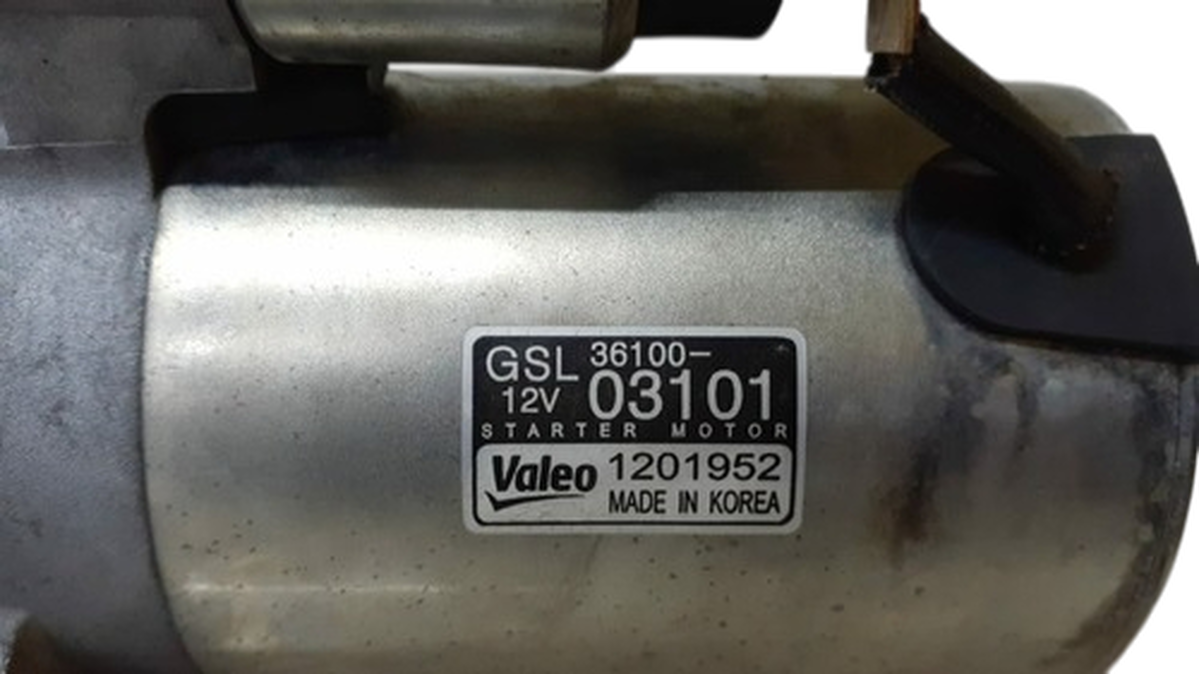 GSL 36100-
12V 03101
STARTER MOTOR
Valeo 1201952
MADE IN KOREA